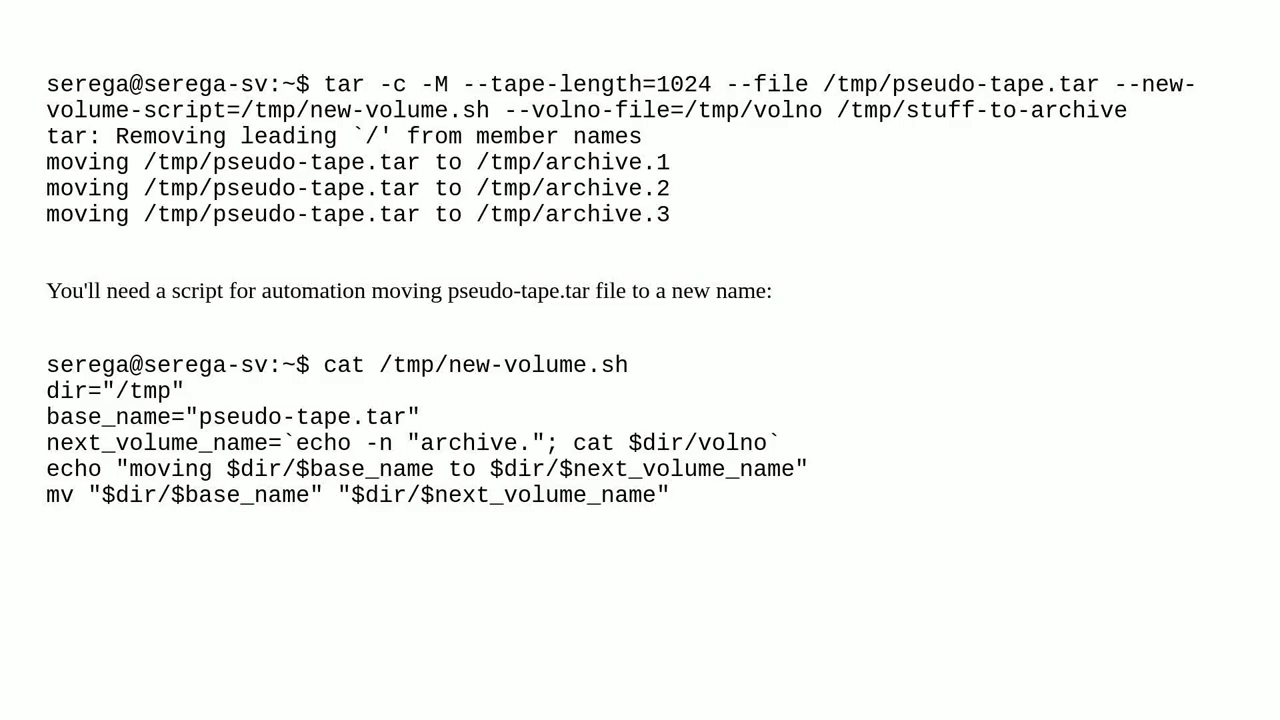 serega@serega-sv:~$ tar -c -M --tape-length=1024 --file /tmp/pseudo-tape.tar --new-
volume-script=/tmp/new-volume.sh --volno-file=/tmp/volno /tmp/stuff-to-archive
tar: Removing leading `/' from member names
moving /tmp/pseudo-tape.tar to /tmp/archive.1
moving /tmp/pseudo-tape.tar to /tmp/archive.2
moving /tmp/pseudo-tape.tar to /tmp/archive.3
You'll need a script for automation moving pseudo-tape.tar file to a new name:
serega@serega-sv:~$ cat /tmp/new-volume.sh
dir="/tmp"
base_name="pseudo-tape.tar"
next_volume_name=`echo -n "archive."; cat $dir/volno`
echo "moving $dir/$base_name to $dir/$next_volume_name"
mv "$dir/$base_name" "$dir/$next_volume_name"